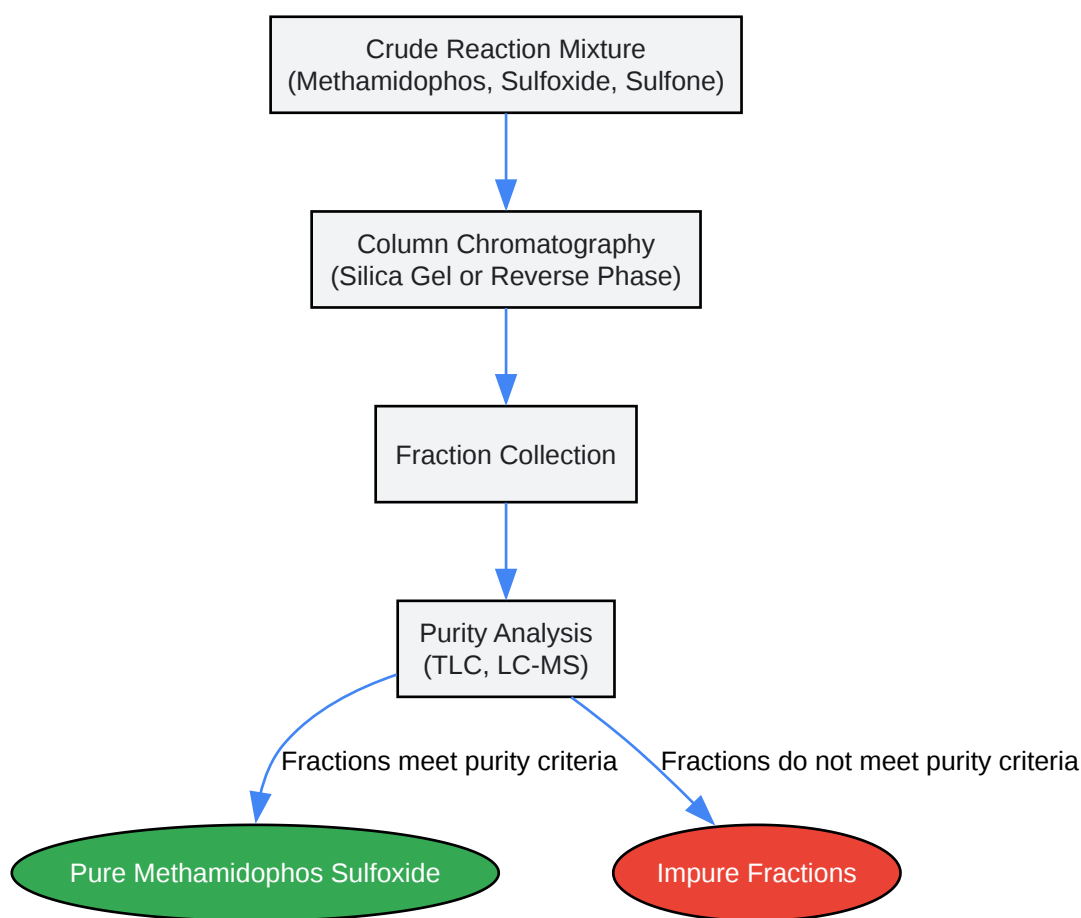 Crude Reaction Mixture
(Methamidophos, Sulfoxide, Sulfone)
Column Chromatography
(Silica Gel or Reverse Phase)
Fraction Collection
Purity Analysis
(TLC, LC-MS)
Fractions meet purity criteria
Fractions do not meet purity criteria
Pure Methamidophos Sulfoxide
Impure Fractions